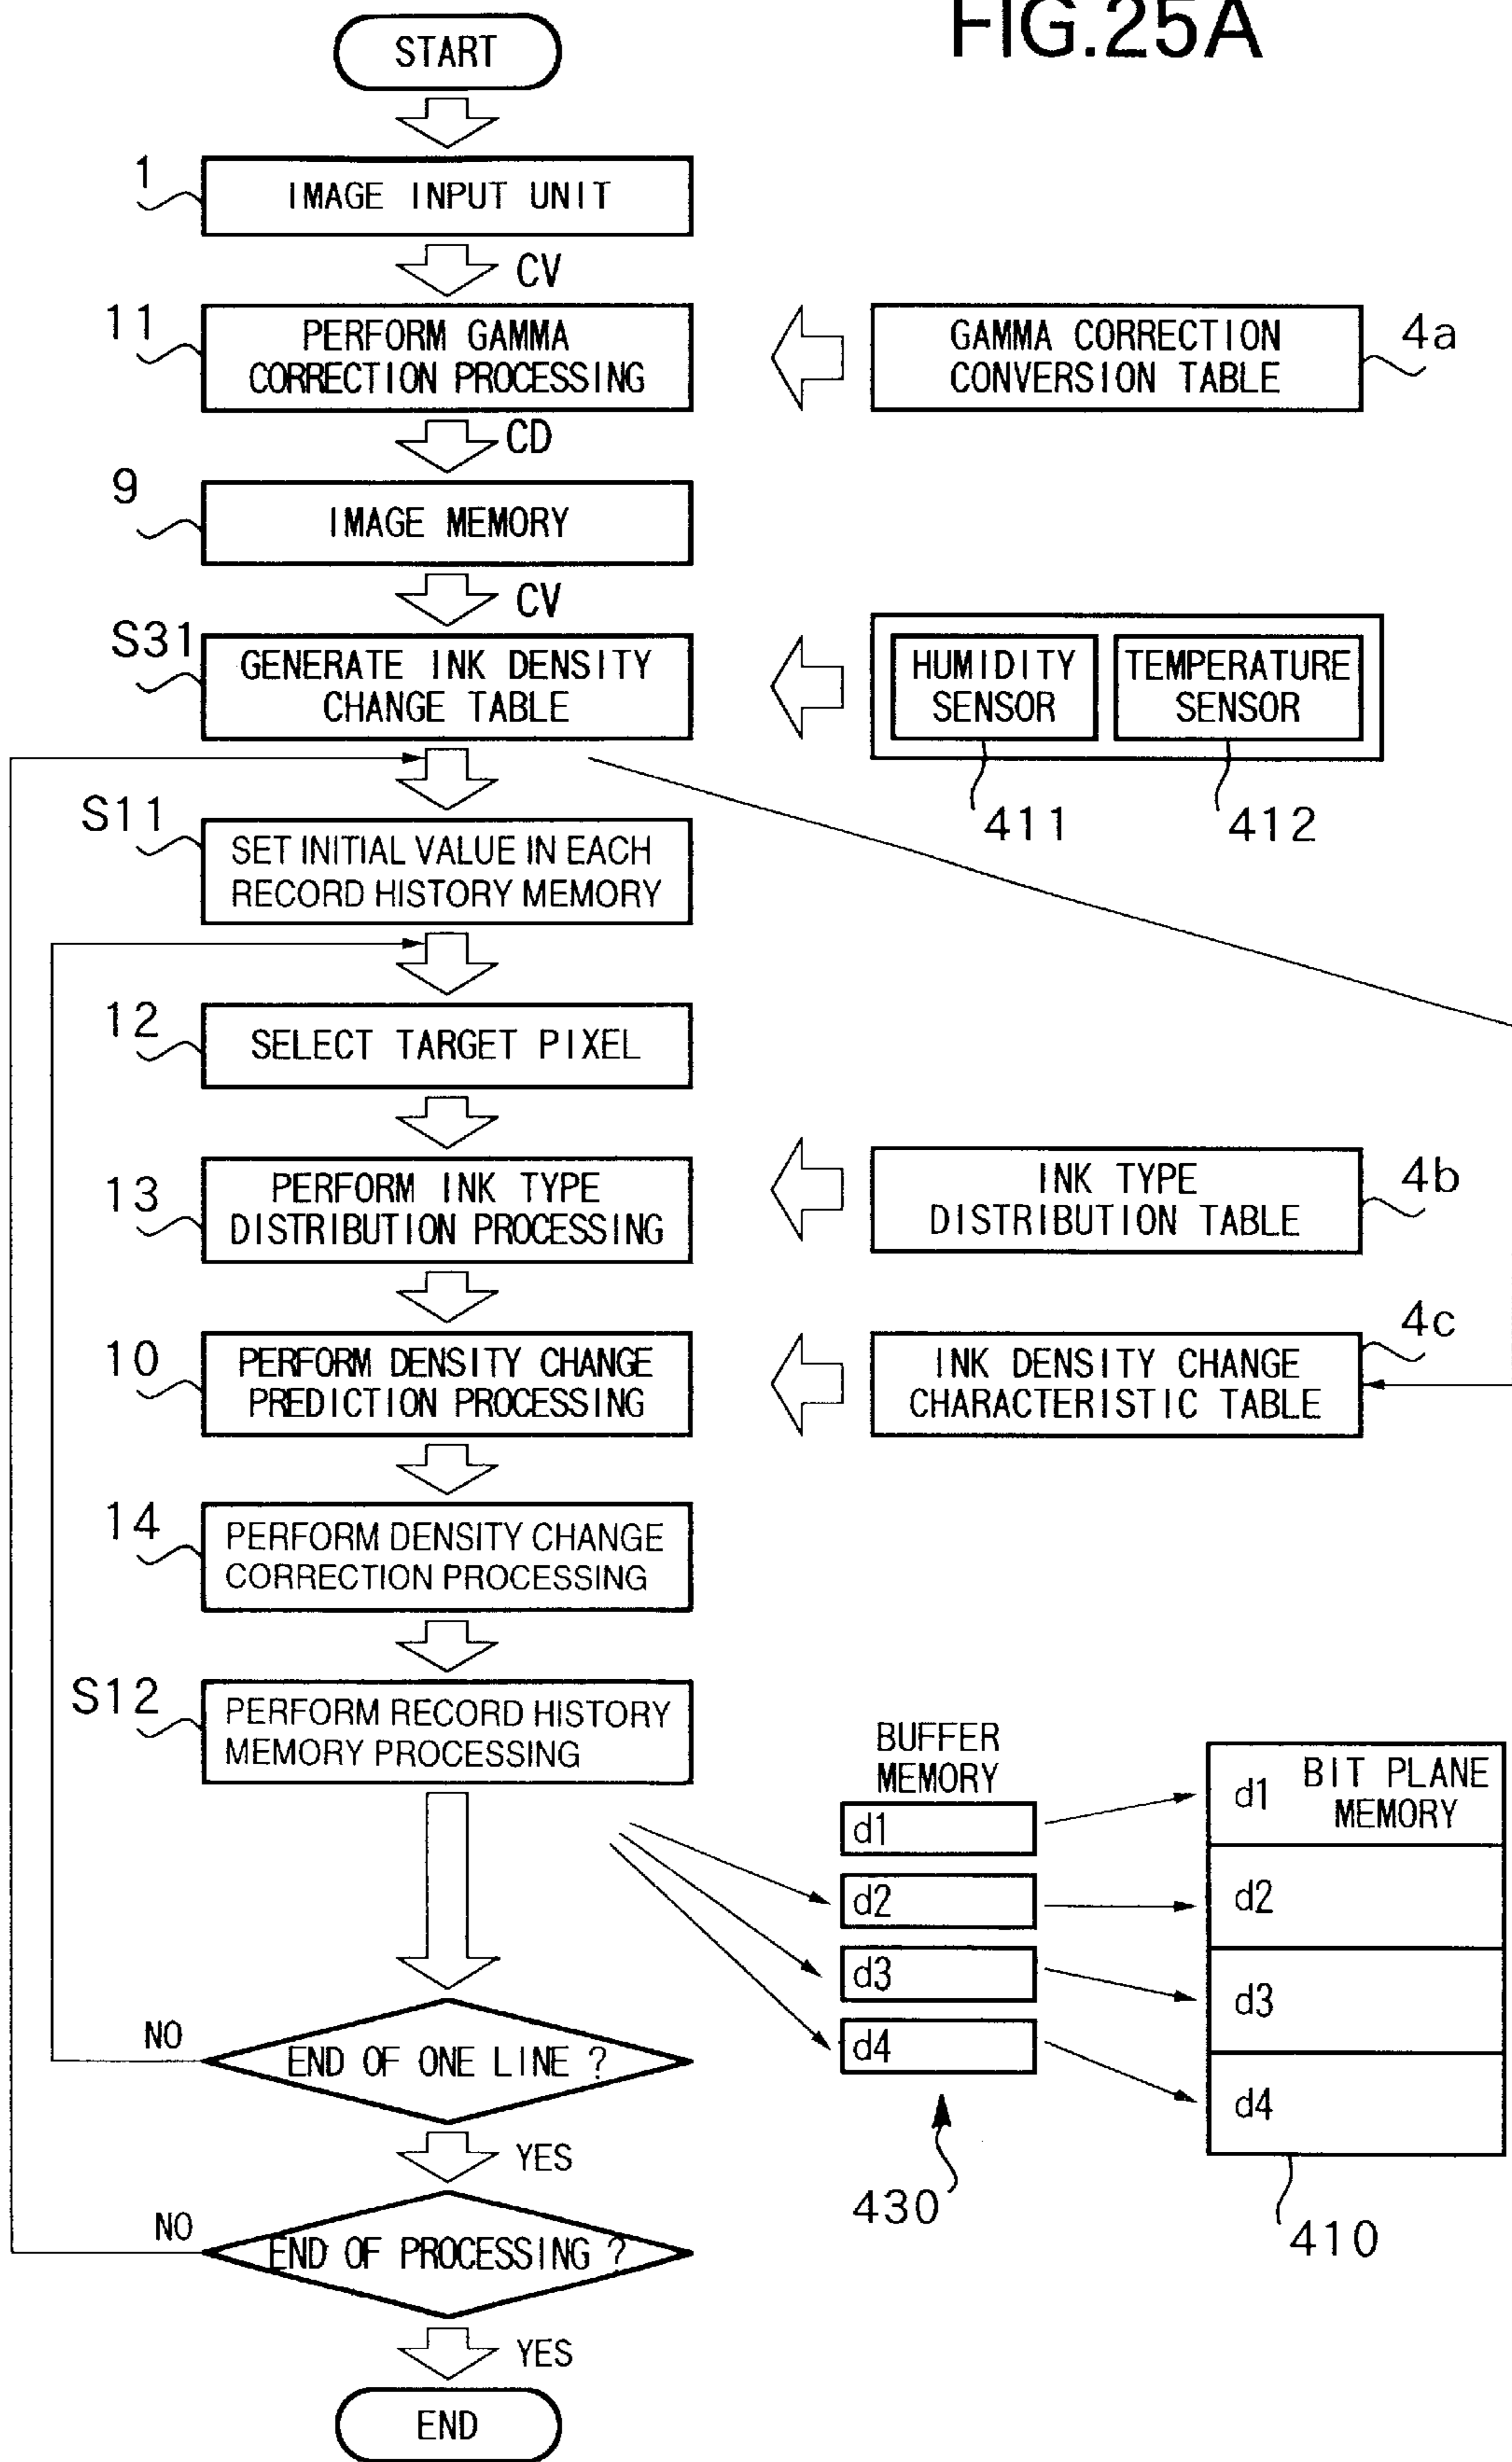 FIG.25A
START
1
IMAGE INPUT UNIT
CV
11
PERFORM GAMMA
CORRECTION PROCESSING
GAMMA CORRECTION
CONVERSION TABLE
4a
CD
9
IMAGE MEMORY
CV
S31
GENERATE INK DENSITY
CHANGE TABLE
HUMIDITY
SENSOR
TEMPERATURE
SENSOR
411
412
S11
SET INITIAL VALUE IN EACH
RECORD HISTORY MEMORY
12
SELECT TARGET PIXEL
13
PERFORM INK TYPE
DISTRIBUTION PROCESSING
INK TYPE
DISTRIBUTION TABLE
4b
10
PERFORM DENSITY CHANGE
PREDICTION PROCESSING
INK DENSITY CHANGE
CHARACTERISTIC TABLE
4c
14
PERFORM DENSITY CHANGE
CORRECTION PROCESSING
S12
PERFORM RECORD HISTORY
MEMORY PROCESSING
BUFFER
MEMORY
d1
d2
d3
d4
430
BIT PLANE
MEMORY
d1
d2
d3
d4
410
END OF ONE LINE ?
NO
YES
END OF PROCESSING ?
NO
YES
END